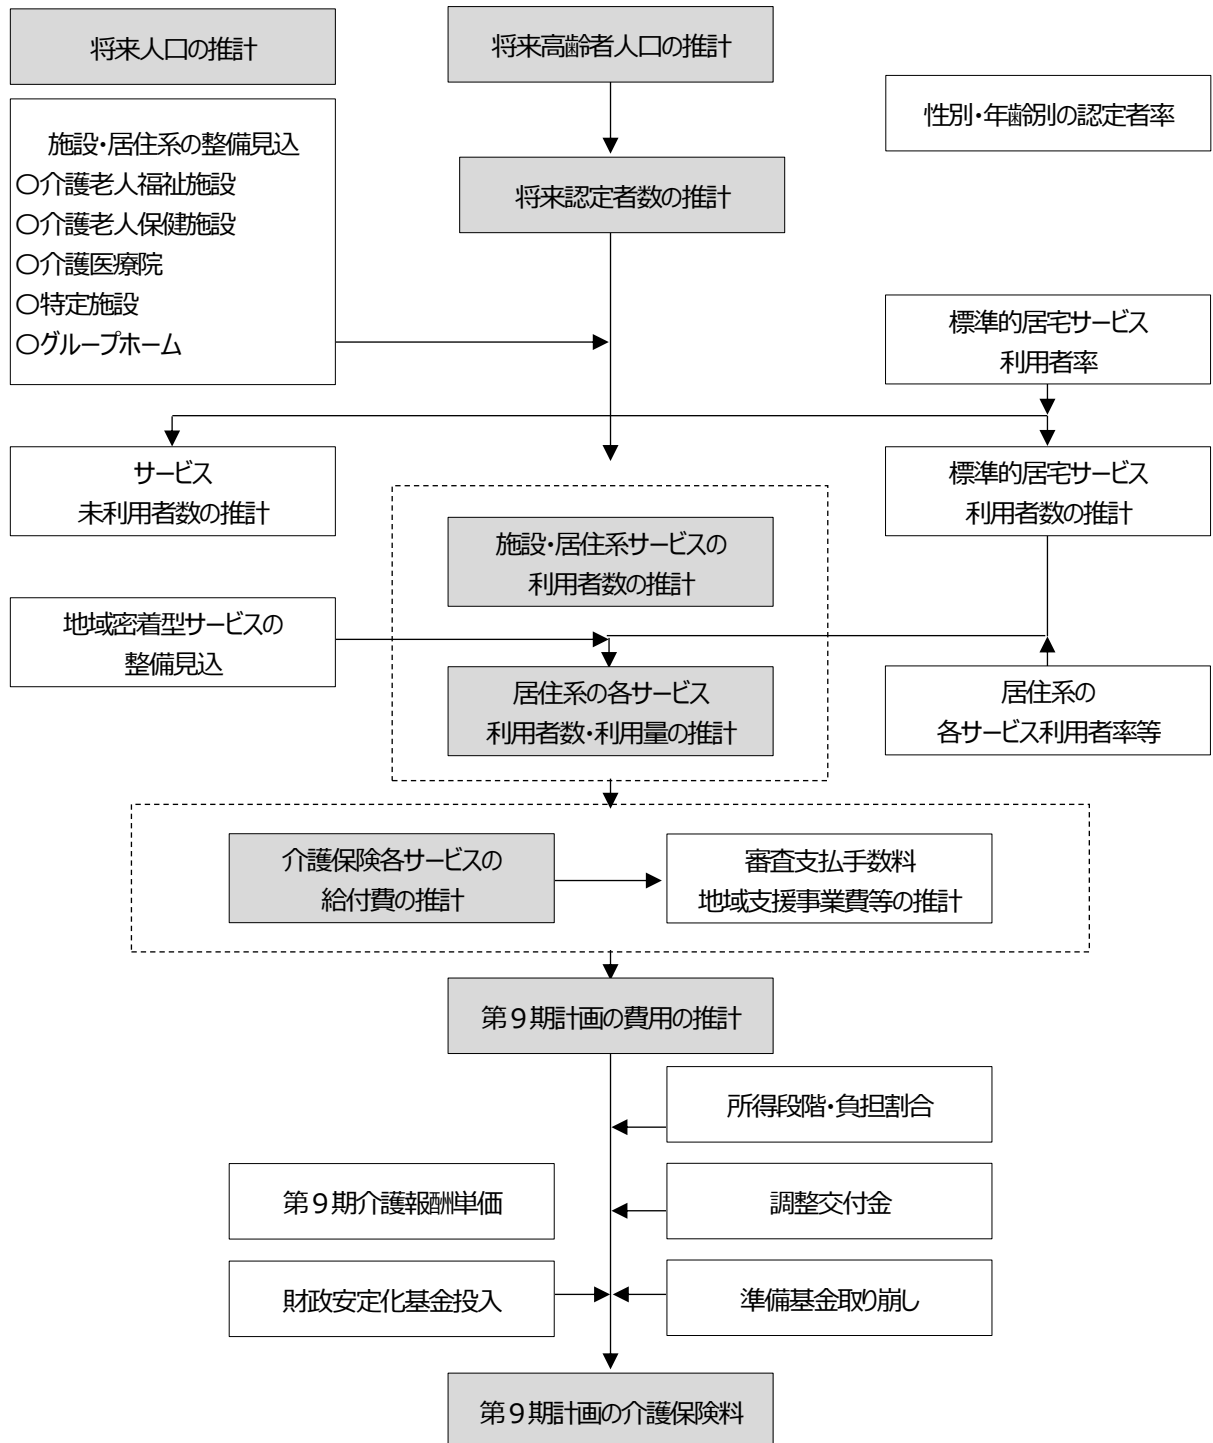 将来人口の推計
将来高齢者人口の推計
性別・年齢別の認定者率
施設・居住系の整備見込
〇介護老人福祉施設
〇介護老人保健施設
〇介護医療院
〇特定施設
〇グループホーム
将来認定者数の推計
標準的居宅サービス
利用者率
サービス
未利用者数の推計
標準的居宅サービス
利用者数の推計
施設・居住系サービスの
利用者数の推計
地域密着型サービスの
整備見込
居住系の各サービス
利用者数・利用量の推計
居住系の
各サービス利用者率等
介護保険各サービスの
給付費の推計
審査支払手数料
地域支援事業費等の推計
第9期計画の費用の推計
所得段階・負担割合
第9期介護報酬単価
調整交付金
財政安定化基金投入
準備基金取り崩し
第9期計画の介護保険料